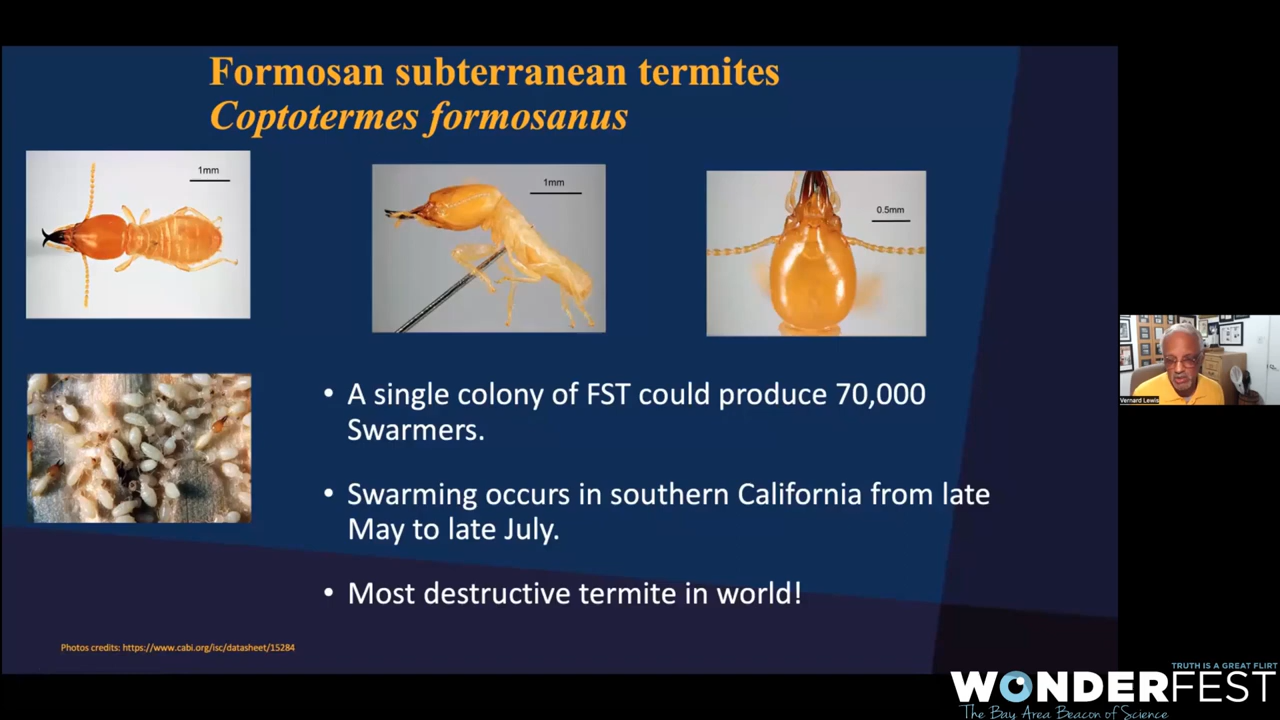 Formosan subterranean termites
Coptotermes formosanus
1mm
1mm
0.5mm
• A single colony of FST could produce 70,000
Swarmers.
• Swarming occurs in southern California from late
May to late July.
• Most destructive termite in world!
Photos credits: https://www.cabi.org/isc/datasheet/15284
Vernard Lewis
TRUTH IS A GREAT FLIRT
WONDERFEST
The Bay Area Beacon of Science